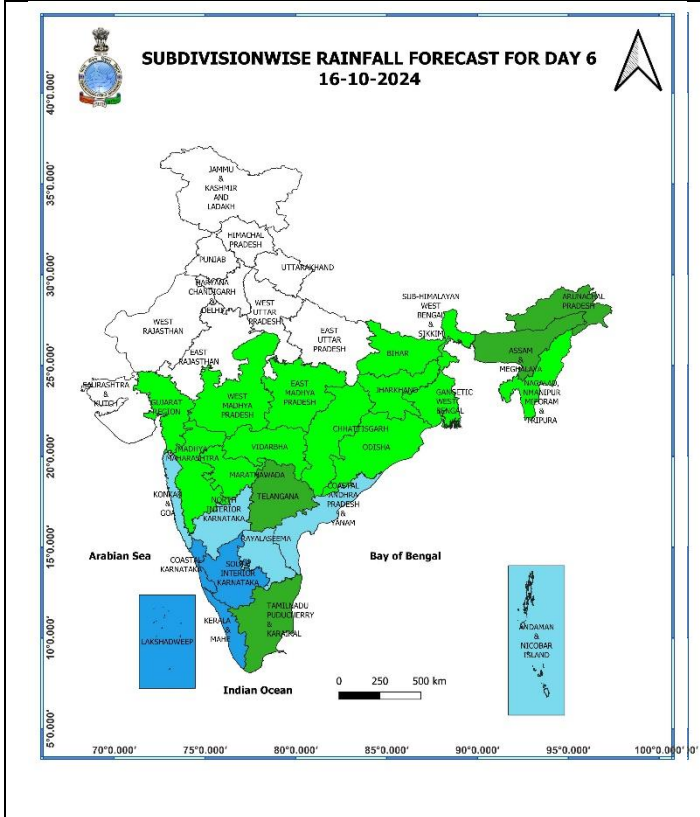 SUBDIVISIONWISE RAINFALL FORECAST FOR DAY 6
16-10-2024
40°0.000'
35°0.000'
30°0.000'
25°0.000'
20°0.000'
15°0.000'
10°0.000'
5°0.000'
JAMMU
&
KASHMIR
AND
LADAKH
HIMACHAL
PRADESH
PUNJAB
UTTARAKHAND
HARYANA
CHANDIGARH
&
DELHI
WEST
RAJASTHAN
EAST
RAJASTHAN
WEST
UTTAR
PRADESH
EAST
UTTAR
PRADESH
SUB-HIMALAYAN
WEST
BENGAL
&
SIKKIM
ARUNACHAL
PRADESH
ASSAM
&
MEGHALAYA
NAGALAND
MANIPUR
MIZORAM
&
TRIPURA
BIHAR
JHARKHAND
GANGETIC
WEST
BENGAL
SAURASHTRA
&
KUTCH
GUJARAT
REGION
WEST
MADHYA
PRADESH
EAST
MADHYA
PRADESH
CHHATTISGARH
ODISHA
MADHYA
MAHARASHTRA
VIDARBHA
MARATHAWADA
KONKAN
&
GOA
NORTH
INTERIOR
KARNATAKA
TELANGANA
COASTAL
ANDHRA
PRADESH
&
YANAM
RAYALASEEMA
COASTAL
KARNATAKA
SOUTH
INTERIOR
KARNATAKA
KERALA
&
MAHE
TAMILNADU
PUDUCHERRY
&
KARAIKAL
LAKSHADWEEP
ANDAMAN
&
NICOBAR
ISLAND
Arabian Sea
Bay of Bengal
Indian Ocean
0 250 500 km
70°0.000' 75°0.000' 80°0.000' 85°0.000' 90°0.000' 95°0.000' 100°0.000'